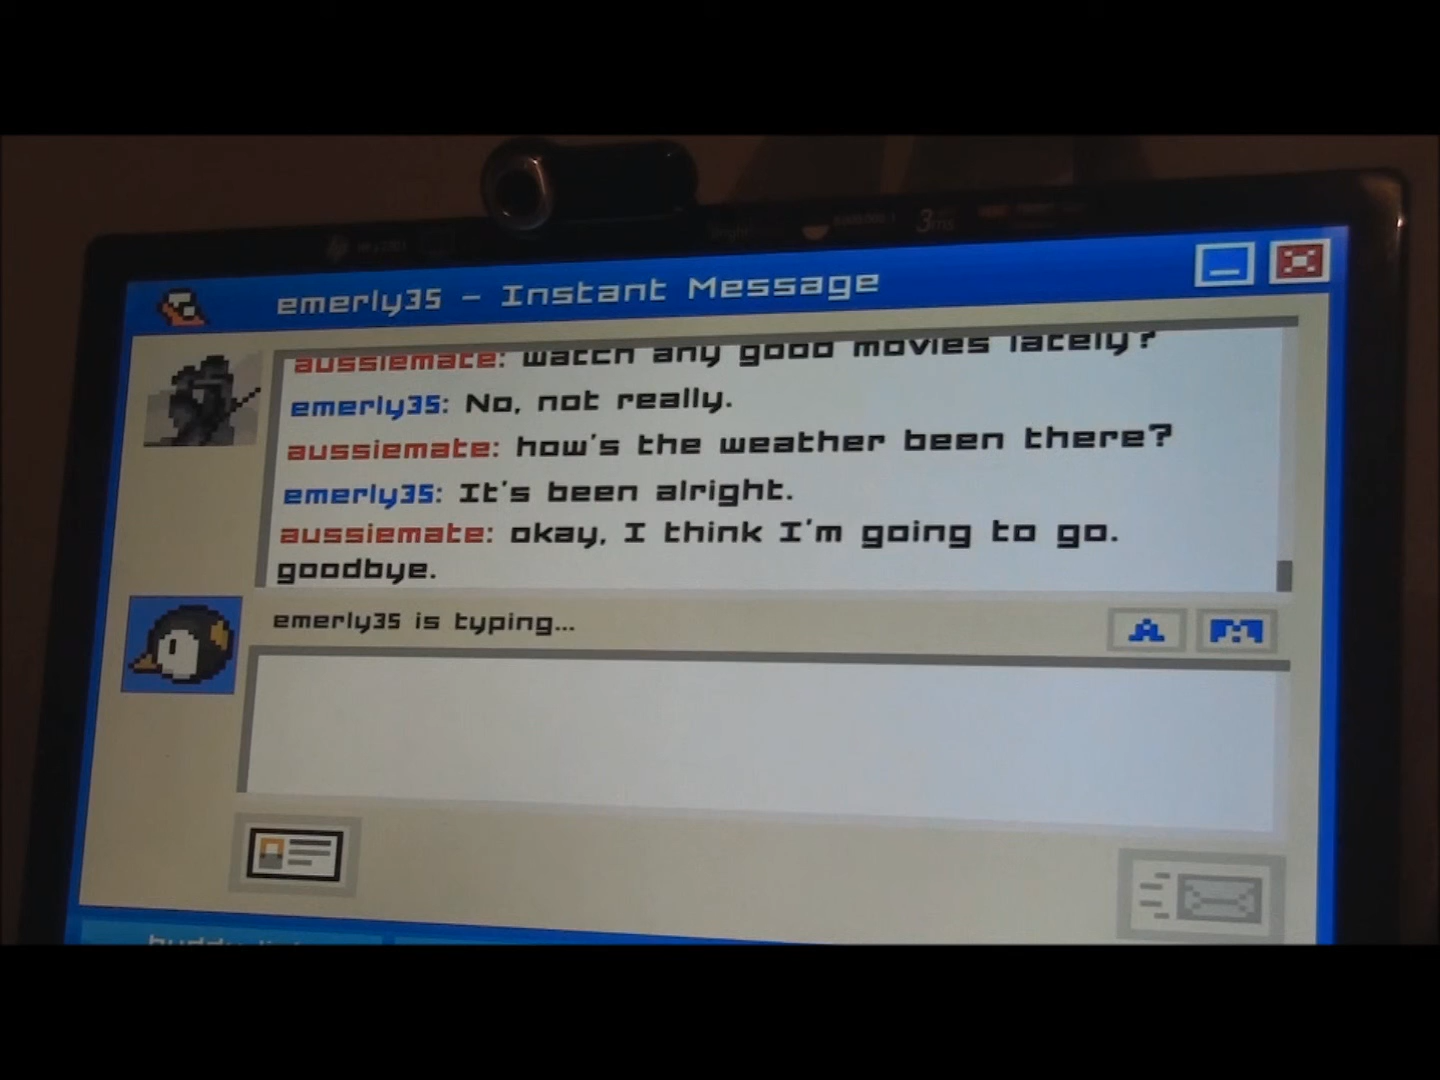 3ms
emerly35 - Instant Message
aussiemate: watch any good movies lately?
emerly35: No, not really.
aussiemate: how's the weather been there?
emerly35: It's been alright.
aussiemate: okay, I think I'm going to go.
goodbye.
emerly35 is typing...
A